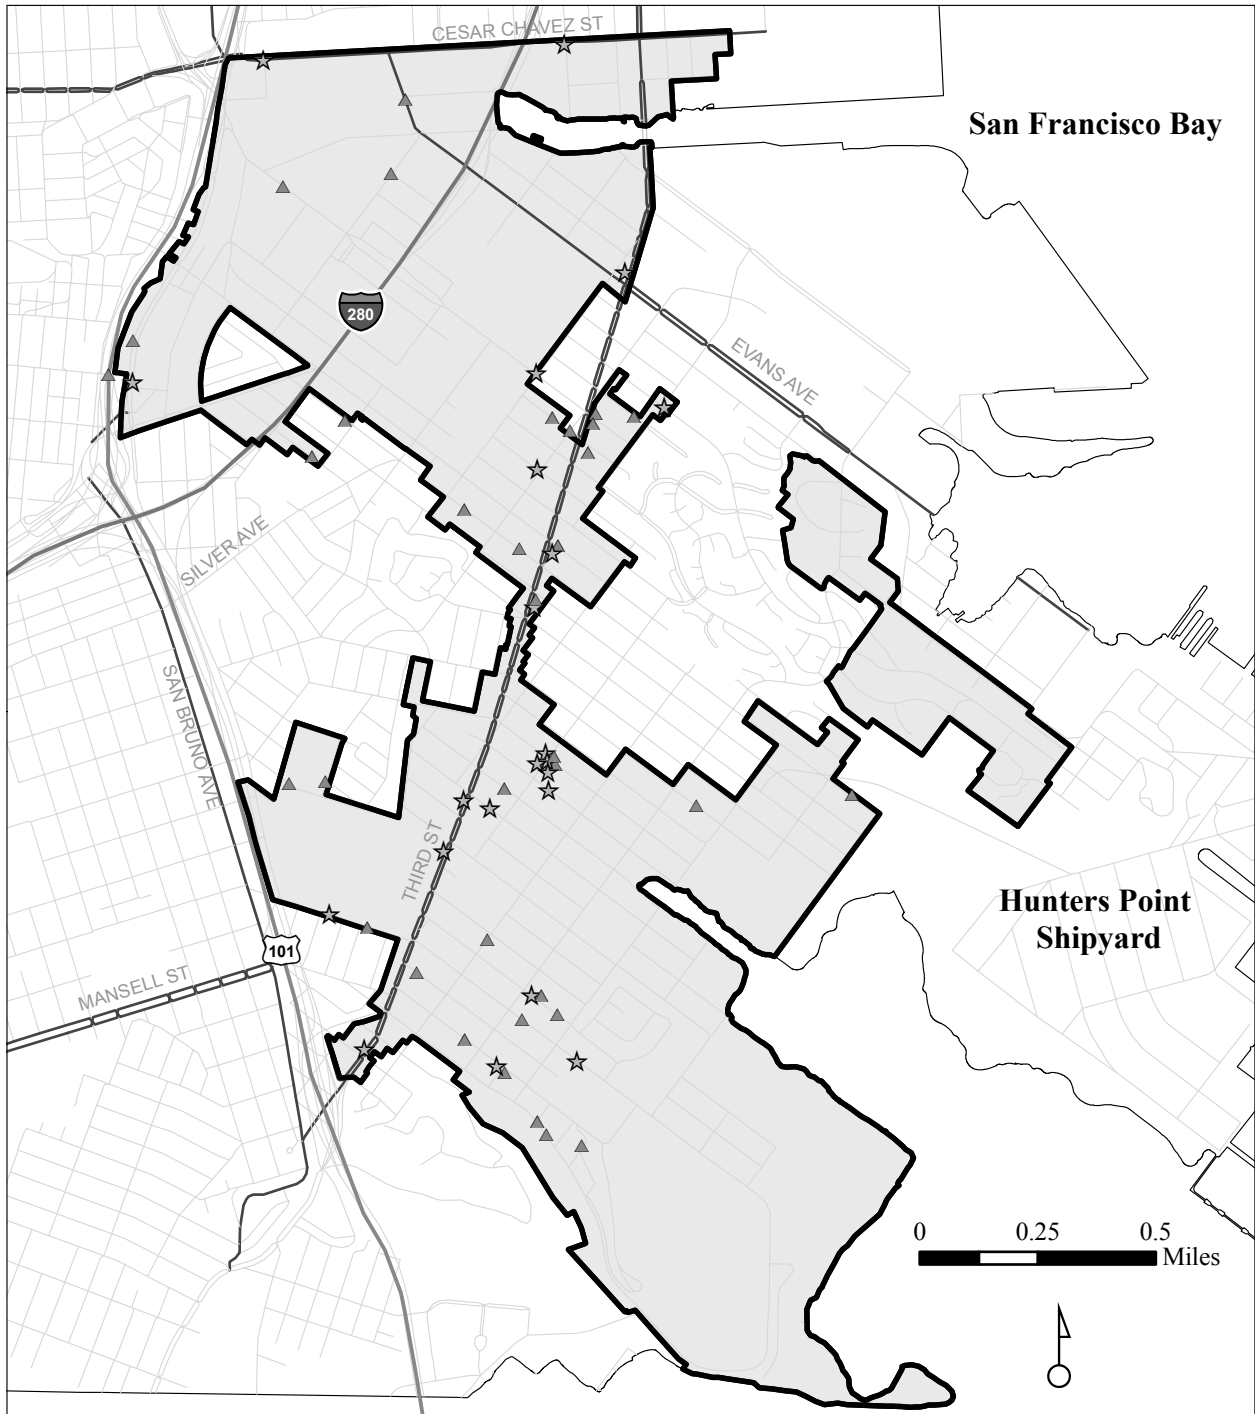 CESAR CHAVEZ ST
San Francisco Bay
280
EVANS AVE
SILVER AVE
SAN BRUNO AVE
THIRD ST
Hunters Point
Shipyard
101
MANSELL ST
0 0.25 0.5
Miles